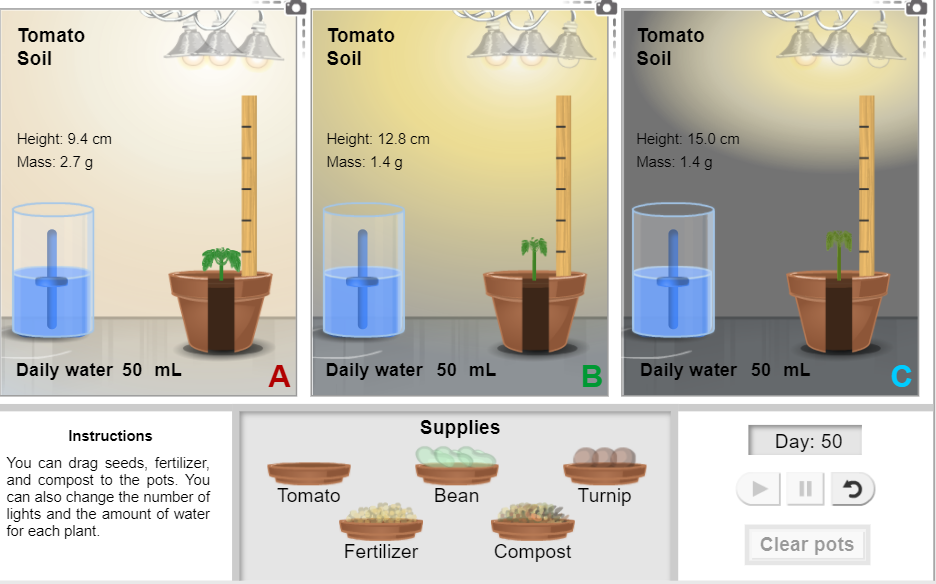 Tomato
Soil
Height: 9.4 cm
Mass: 2.7 g
Daily water 50 mL
A
Tomato
Soil
Height: 12.8 cm
Mass: 1.4 g
Daily water 50 mL
B
Tomato
Soil
Height: 15.0 cm
Mass: 1.4 g
Daily water 50 mL
C
Instructions
You can drag seeds, fertilizer,
and compost to the pots. You
can also change the number of
lights and the amount of water
for each plant.
Supplies
Tomato
Bean
Turnip
Fertilizer
Compost
Day: 50
Clear pots